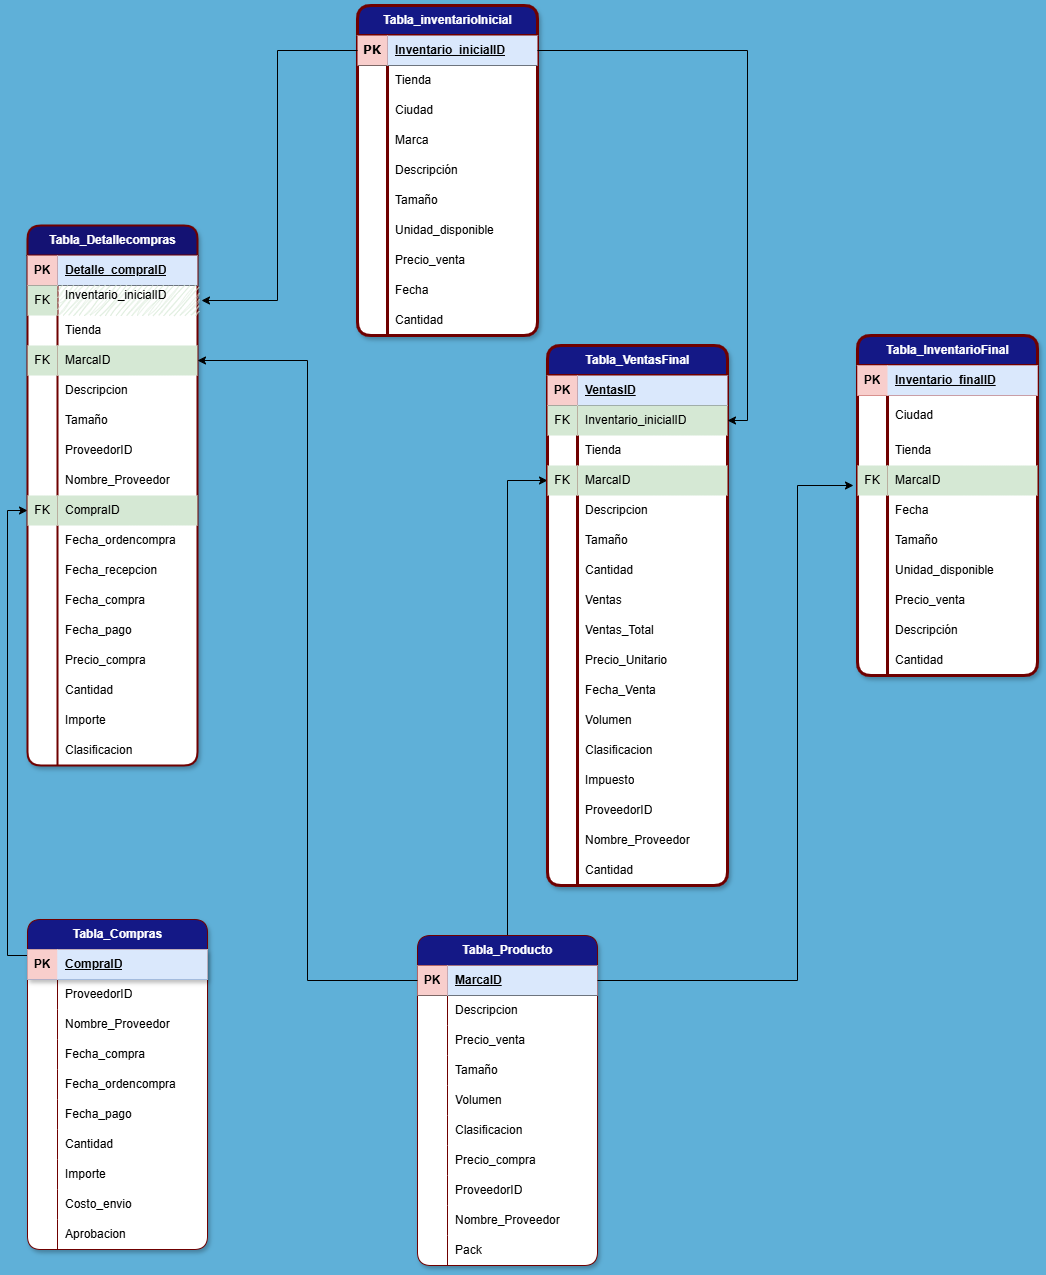 Tabla_inventarioInicial
PK Inventario_inicialID
Tienda
Ciudad
Marca
Descripción
Tamaño
Unidad_disponible
Precio_venta
Fecha
Cantidad
Tabla_Detallecompras
PK Detalle_compraID
FK Inventario_inicialID
Tienda
FK MarcaID
Descripcion
Tamaño
ProveedorID
Nombre_Proveedor
FK CompraID
Fecha_ordencompra
Fecha_recepcion
Fecha_compra
Fecha_pago
Precio_compra
Cantidad
Importe
Clasificacion
Tabla_VentasFinal
PK VentasID
FK Inventario_inicialID
Tienda
FK MarcaID
Descripcion
Tamaño
Cantidad
Ventas
Ventas_Total
Precio_Unitario
Fecha_Venta
Volumen
Clasificacion
Impuesto
ProveedorID
Nombre_Proveedor
Cantidad
Tabla_InventarioFinal
PK Inventario_finalID
Ciudad
Tienda
FK MarcaID
Fecha
Tamaño
Unidad_disponible
Precio_venta
Descripción
Cantidad
Tabla_Compras
PK CompraID
ProveedorID
Nombre_Proveedor
Fecha_compra
Fecha_ordencompra
Fecha_pago
Cantidad
Importe
Costo_envio
Aprobacion
Tabla_Producto
PK MarcaID
Descripcion
Precio_venta
Tamaño
Volumen
Clasificacion
Precio_compra
ProveedorID
Nombre_Proveedor
Pack